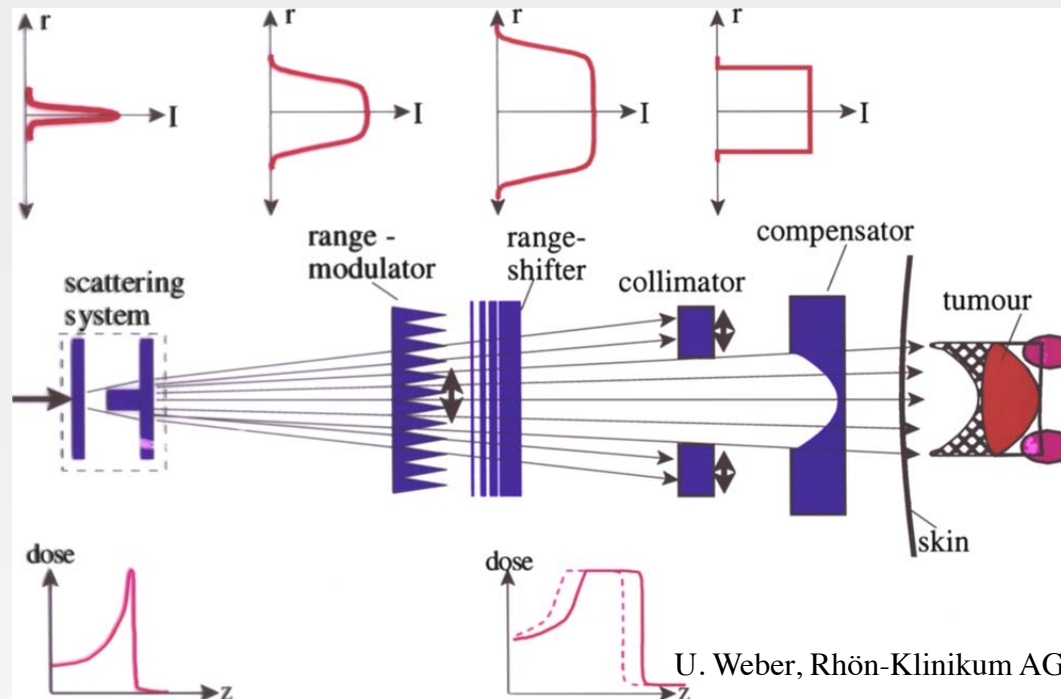 r
r
r
r
I
I
I
I
range -
modulator
range-
shifter
compensator
scattering
system
collimator
tumour
skin
dose
z
dose
z
U. Weber, Rhön-Klinikum AG